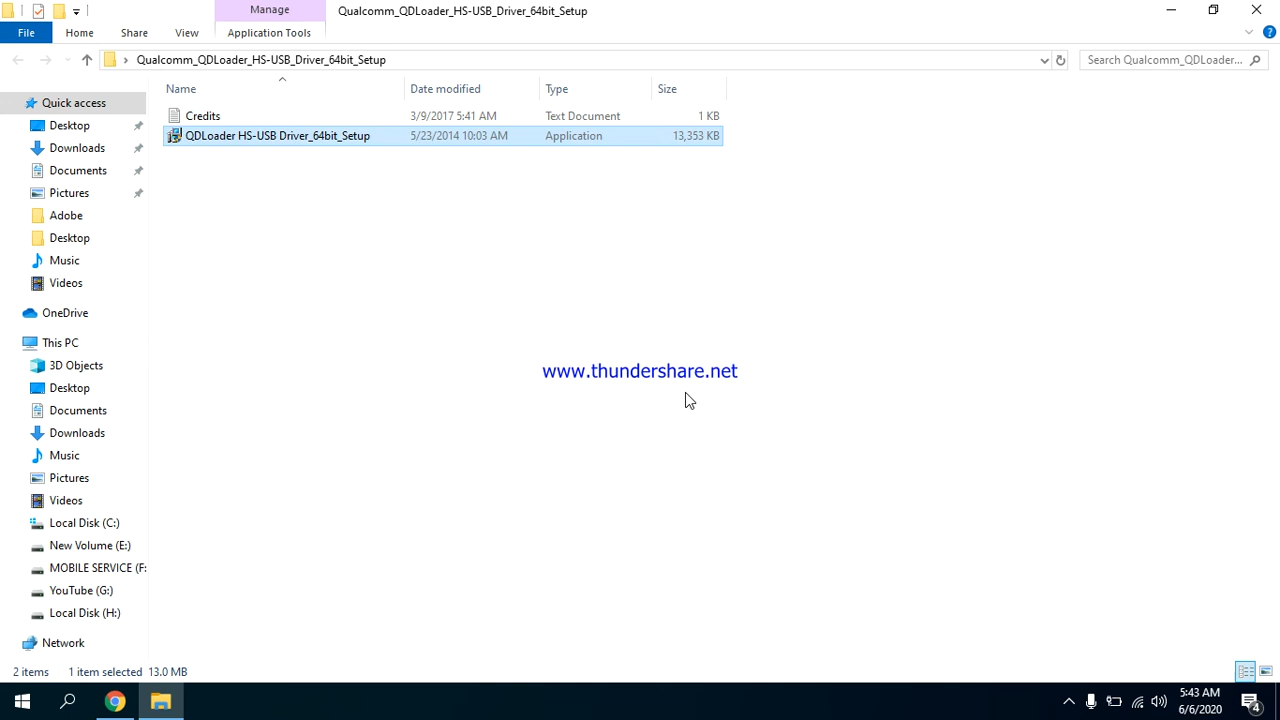 Manage
Qualcomm_QDLoader_HS-USB_Driver_64bit_Setup
File
Home
Share
View
Application Tools
Qualcomm_QDLoader_HS-USB_Driver_64bit_Setup
Search Qualcomm_QDLoader...
Name
Date modified
Type
Size
Credits
3/9/2017 5:41 AM
Text Document
1 KB
QDLoader HS-USB Driver_64bit_Setup
5/23/2014 10:03 AM
Application
13,353 KB
Quick access
Desktop
Downloads
Documents
Pictures
Adobe
Desktop
Music
Videos
OneDrive
This PC
3D Objects
Desktop
Documents
Downloads
Music
Pictures
Videos
Local Disk (C:)
New Volume (E:)
MOBILE SERVICE (F:
YouTube (G:)
Local Disk (H:)
Network
www.thundershare.net
2 items
1 item selected 13.0 MB
5:43 AM
6/6/2020
4